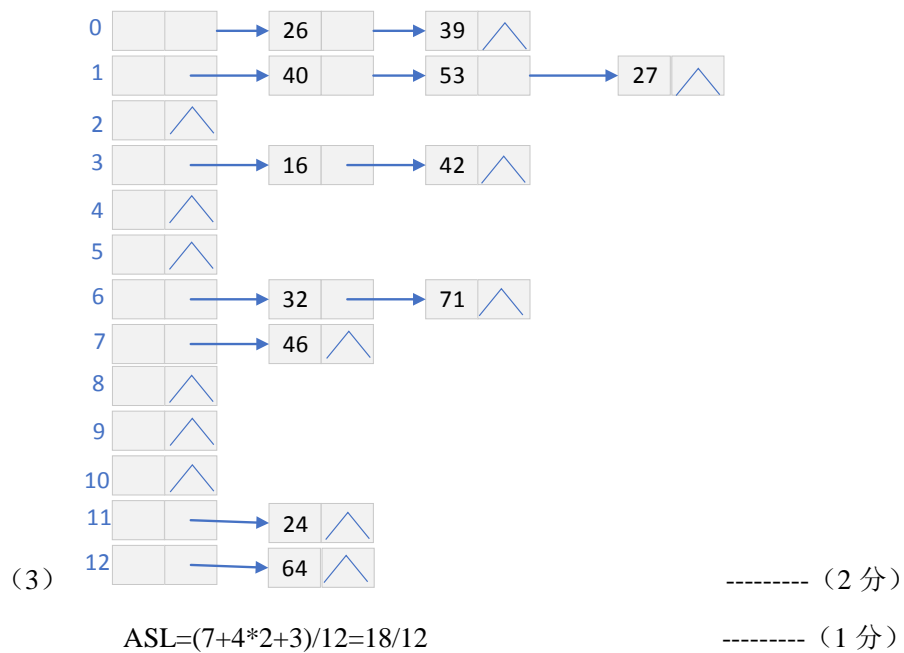 0 26 39
1 40 53 27
2
3 16 42
4
5
6 32 71
7 46
8
9
10
11 24
12 64
（3） --------- （2 分）
ASL=(7+4*2+3)/12=18/12 --------- （1 分）